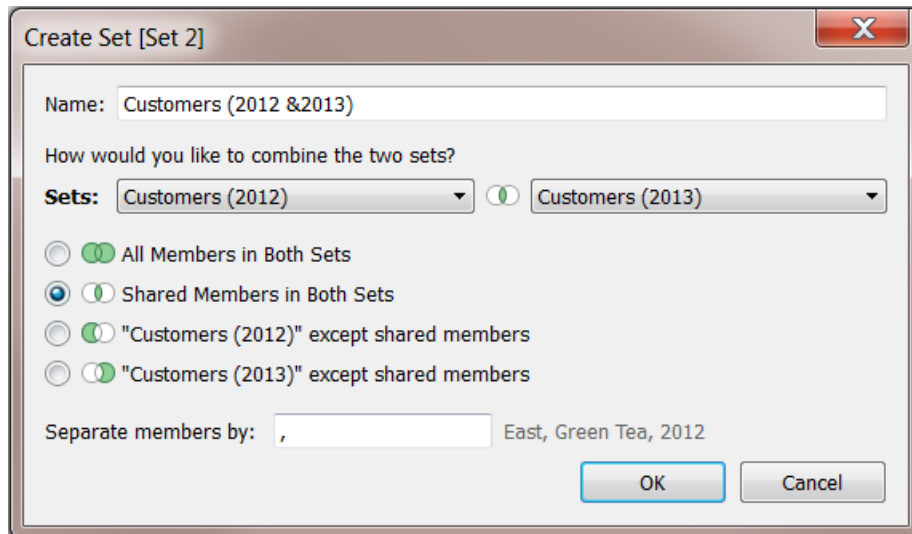 Create Set [Set 2]
X
Name: Customers (2012 &2013)
How would you like to combine the two sets?
Sets: Customers (2012) Customers (2013)
All Members in Both Sets
Shared Members in Both Sets
"Customers (2012)" except shared members
"Customers (2013)" except shared members
Separate members by: , East, Green Tea, 2012
OK Cancel